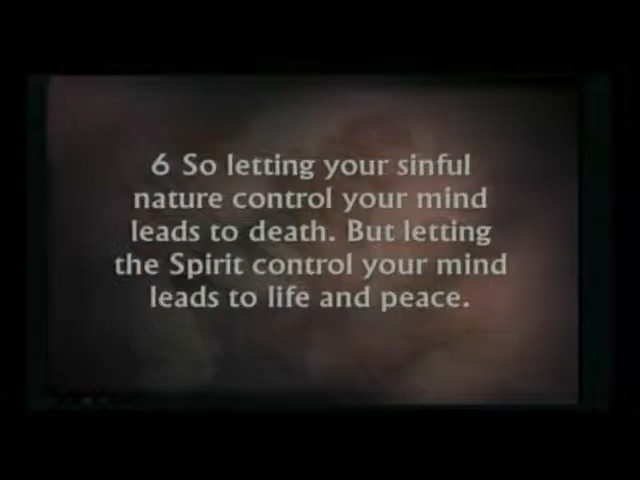 6 So letting your sinful
nature control your mind
leads to death. But letting
the Spirit control your mind
leads to life and peace.